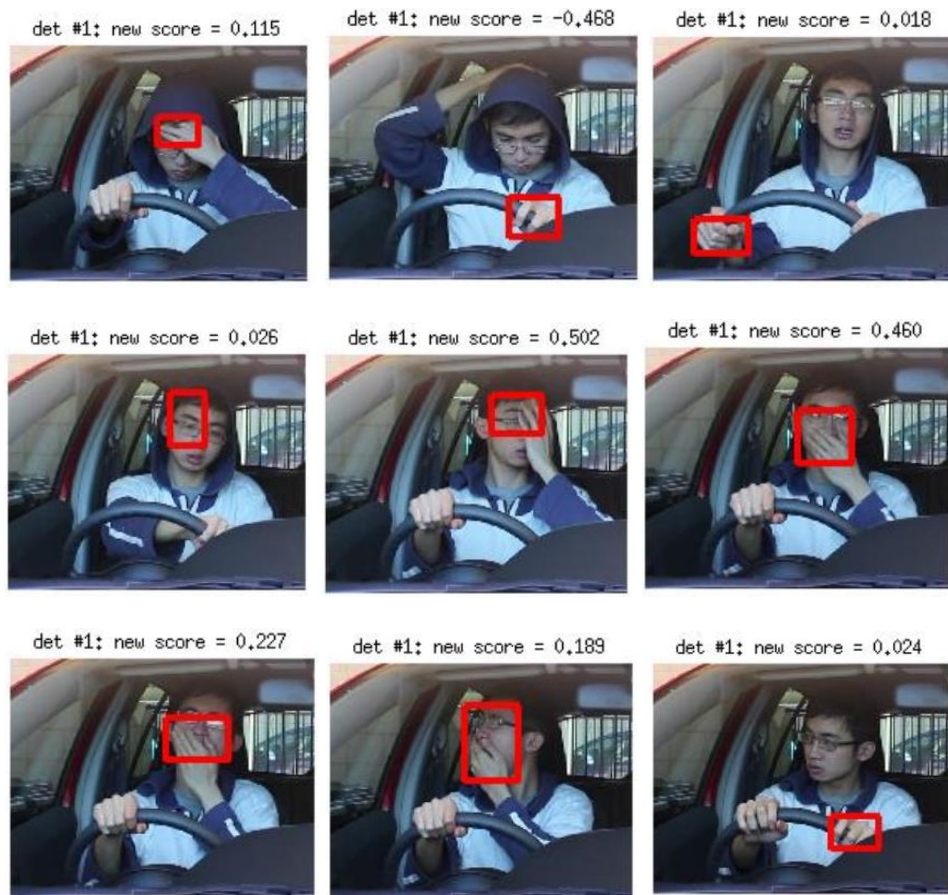 det #1: new score = 0.115
det #1: new score = -0.468
det #1: new score = 0.018
det #1: new score = 0.026
det #1: new score = 0.502
det #1: new score = 0.460
det #1: new score = 0.227
det #1: new score = 0.189
det #1: new score = 0.024